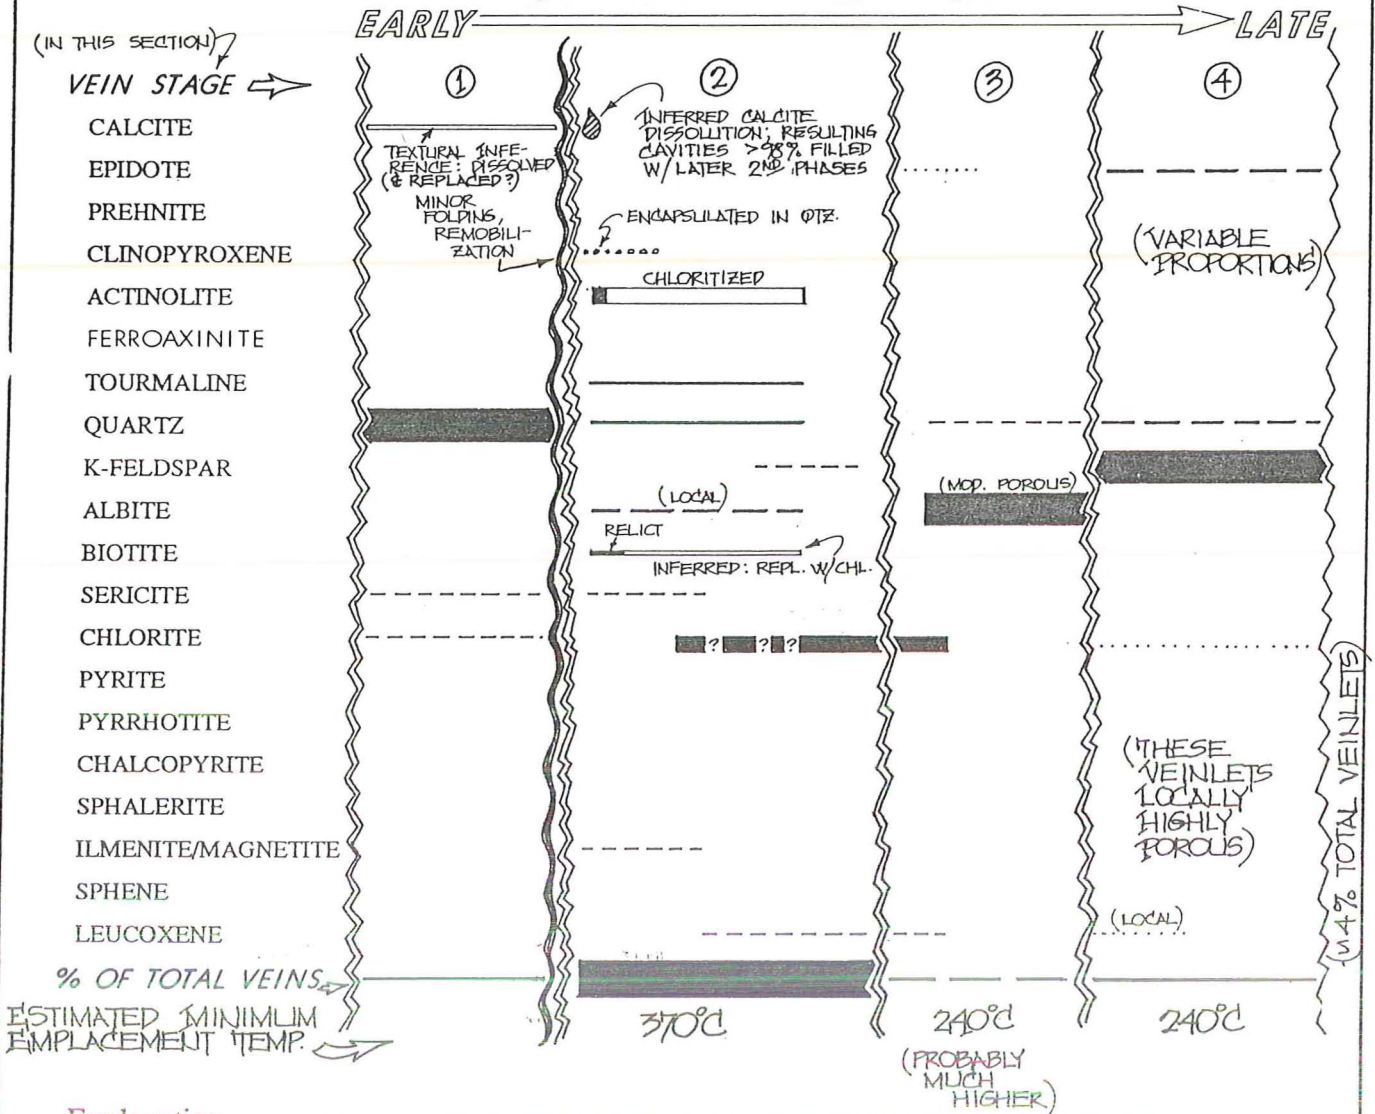 EARLY
LATE
(IN THIS SECTION)
VEIN STAGE
1
2
3
4
CALCITE
EPIDOTE
PREHNITE
CLINOPYROXENE
ACTINOLITE
FERROAXINITE
TOURMALINE
QUARTZ
K-FELDSPAR
ALBITE
BIOTITE
SERICITE
CHLORITE
PYRITE
PYRRHOTITE
CHALCOPYRITE
SPHALERITE
ILMENITE/MAGNETITE
SPHENE
LEUCOXENE
% OF TOTAL VEINS
ESTIMATED MINIMUM
EMPLACEMENT TEMP.
TEXTURAL INFE-
RENCE: DISSOLVED
(& REPLACED?)
MINOR
FOLDING,
REMOBILI-
ZATION
INFERRED CALCITE
DISSOLUTION; RESULTING
CAVITIES >98% FILLED
W/LATER 2ND PHASES
ENCAPSULATED IN QTZ.
CHLORITIZED
(LOCAL)
RELICT
INFERRED: REPL. W/CHL.
? ? ?
370°C
(MOD. POROUS)
240°C
(PROBABLY
MUCH
HIGHER)
(VARIABLE
PROPORTIONS)
(THESE
VEINLETS
LOCALLY
HIGHLY
POROUS)
(LOCAL)
240°C
4% TOTAL VEINLETS)